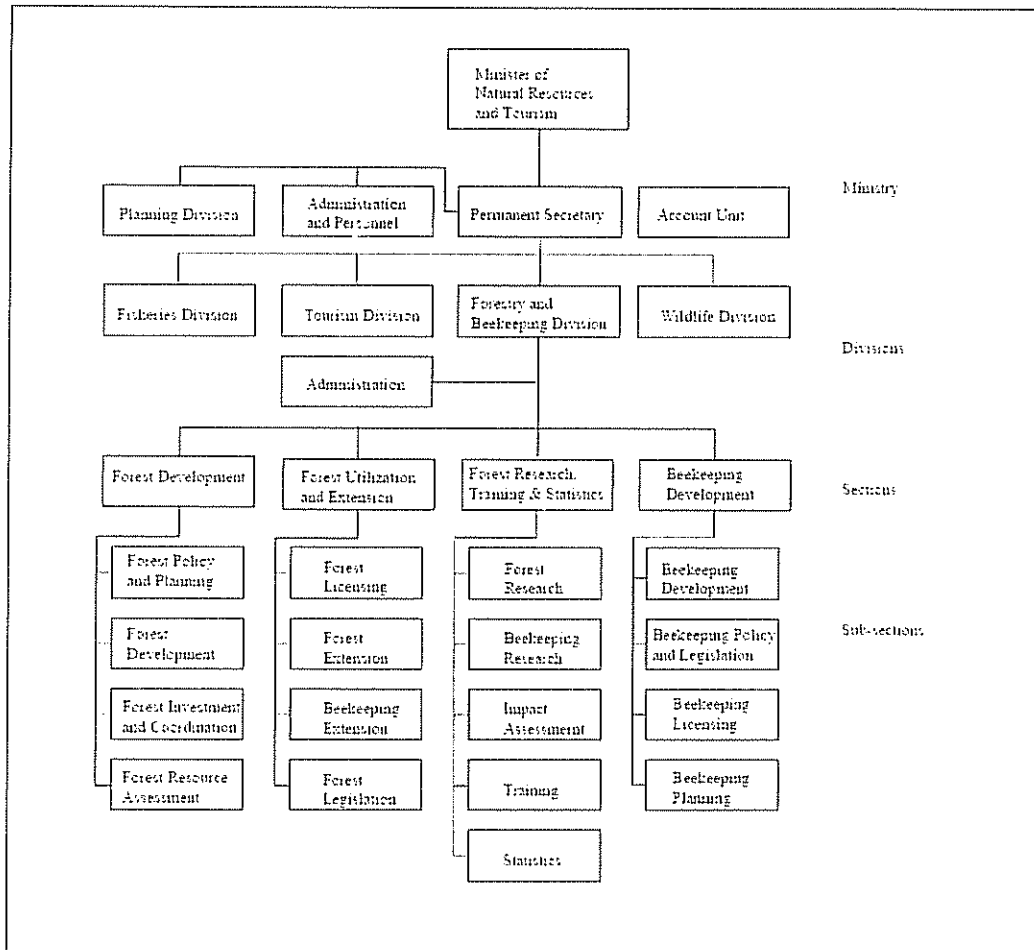 Minister of
Natural Resources
and Tourism
Ministry
Planning Division
Administration
and Personnel
Permanent Secretary
Account Unit
Fisheries Division
Tourism Division
Forestry and
Beekeeping Division
Wildlife Division
Divisions
Administration
Forest Development
Forest Utilization
and Extension
Forest Research,
Training & Statistics
Beekeeping
Development
Sections
Forest Policy
and Planning
Forest
Licensing
Forest
Research
Beekeeping
Development
Forest
Development
Forest
Extension
Beekeeping
Research
Beekeeping Policy
and Legislation
Sub-sections
Forest Investment
and Coordination
Beekeeping
Extension
Impact
Assessment
Beekeeping
Licensing
Forest Resource
Assessment
Forest
Legislation
Training
Beekeeping
Planning
Statistics